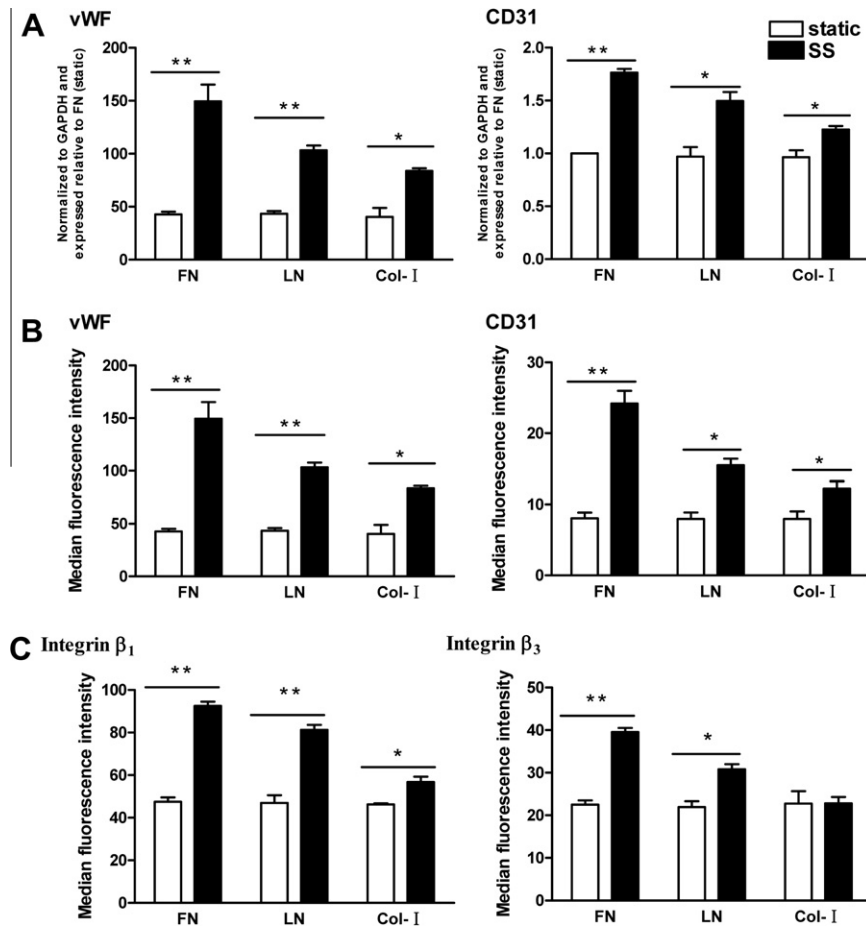 A
vWF
Normalized to GAPDH and
expressed relative to FN (static)
200
150
100
50
0
**
**
*
FN
LN
Col- I
CD31
static
SS
Normalized to GAPDH and
expressed relative to FN (static)
2.0
1.5
1.0
0.5
0.0
**
*
*
FN
LN
Col- I
B
vWF
Median fluorescence intensity
200
150
100
50
0
**
**
*
FN
LN
Col- I
CD31
Median fluorescence intensity
30
20
10
0
**
*
*
FN
LN
Col- I
C
Integrin β₁
Median fluorescence intensity
100
80
60
40
20
0
**
**
*
FN
LN
Col- I
Integrin β₃
Median fluorescence intensity
50
40
30
20
10
0
**
*
FN
LN
Col- I